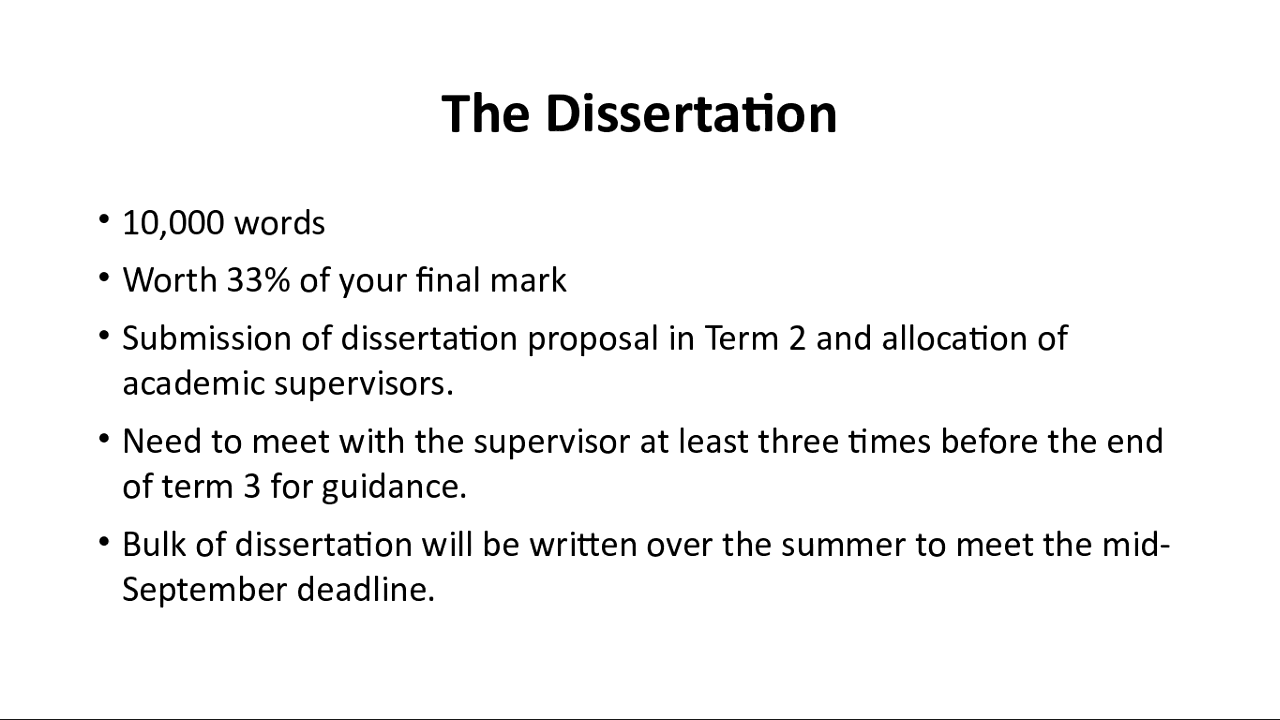 The Dissertation
• 10,000 words
• Worth 33% of your final mark
• Submission of dissertation proposal in Term 2 and allocation of
academic supervisors.
• Need to meet with the supervisor at least three times before the end
of term 3 for guidance.
• Bulk of dissertation will be written over the summer to meet the mid-
September deadline.